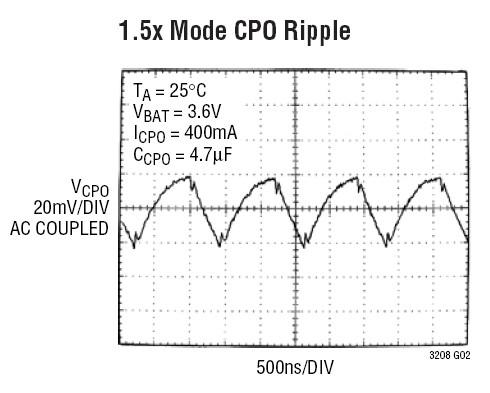 1.5x Mode CPO Ripple
TA = 25°C
VBAT = 3.6V
ICPO = 400mA
CCPO = 4.7µF
VCPO
20mV/DIV
AC COUPLED
3208 G02
500ns/DIV